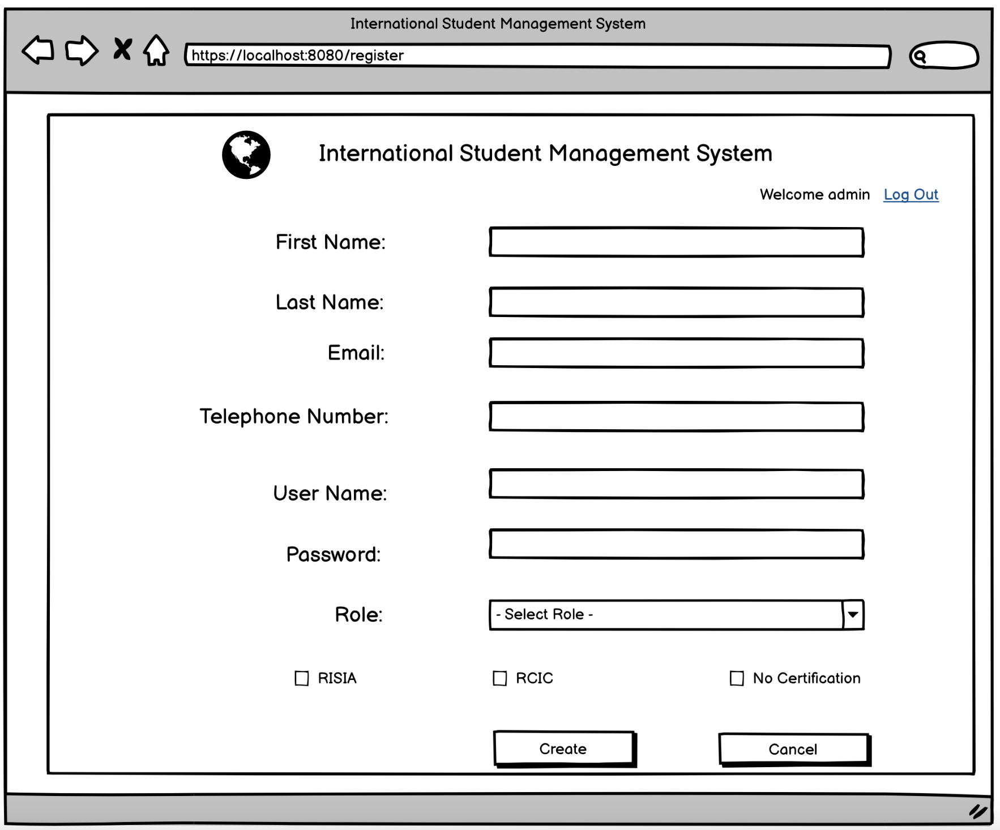 International Student Management System
https://localhost:8080/register
International Student Management System
Welcome admin Log Out
First Name:
Last Name:
Email:
Telephone Number:
User Name:
Password:
Role: - Select Role -
RISIA RCIC No Certification
Create Cancel